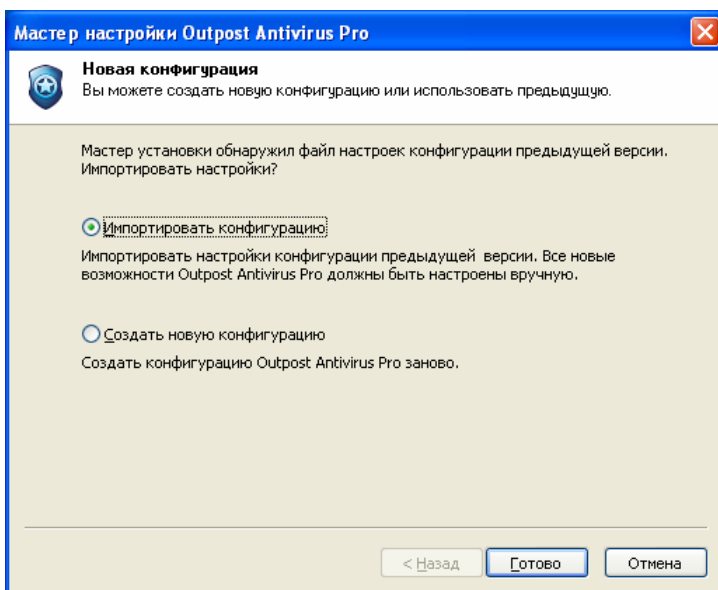 Мастер настройки Outpost Antivirus Pro
Новая конфигурация
Вы можете создать новую конфигурацию или использовать предыдущую.
Мастер установки обнаружил файл настроек конфигурации предыдущей версии.
Импортировать настройки?
Импортировать конфигурацию
Импортировать настройки конфигурации предыдущей версии. Все новые
возможности Outpost Antivirus Pro должны быть настроены вручную.
Создать новую конфигурацию
Создать конфигурацию Outpost Antivirus Pro заново.
< Назад
Готово
Отмена